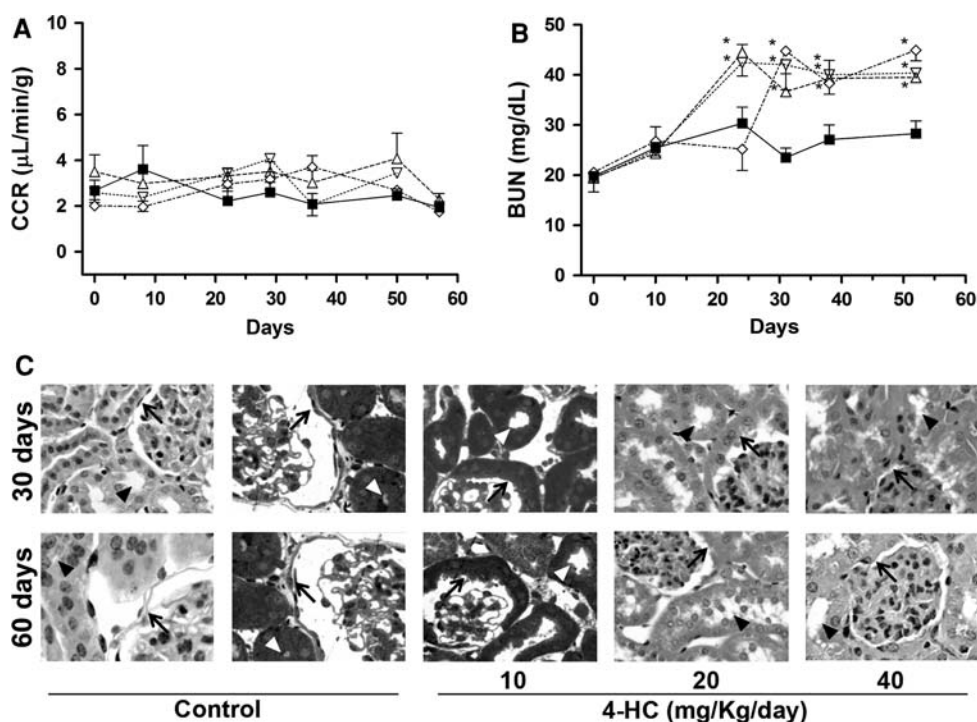 A
CCR (µL/min/g)
10
8
6
4
2
0
0 10 20 30 40 50 60
Days
B
BUN (mg/dL)
50
40
30
20
10
0
* * * *
* * * *
* * * *
0 10 20 30 40 50 60
Days
C
30 days
60 days
10 20 40
Control 4-HC (mg/Kg/day)